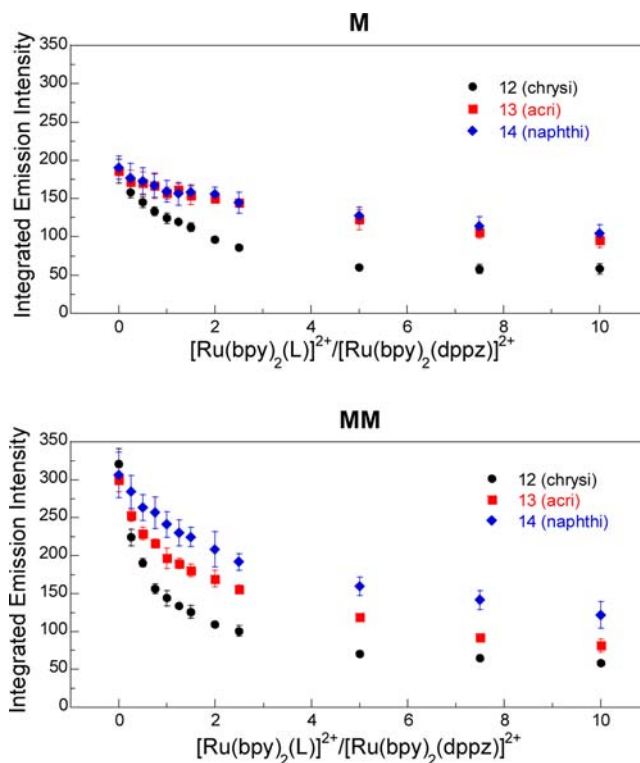 M
Integrated Emission Intensity
350
300
250
200
150
100
50
0
12 (chrysi)
13 (acri)
14 (naphthi)
0 2 4 6 8 10
[Ru(bpy)₂(L)]²⁺/[Ru(bpy)₂(dppz)]²⁺
MM
Integrated Emission Intensity
350
300
250
200
150
100
50
0
12 (chrysi)
13 (acri)
14 (naphthi)
0 2 4 6 8 10
[Ru(bpy)₂(L)]²⁺/[Ru(bpy)₂(dppz)]²⁺